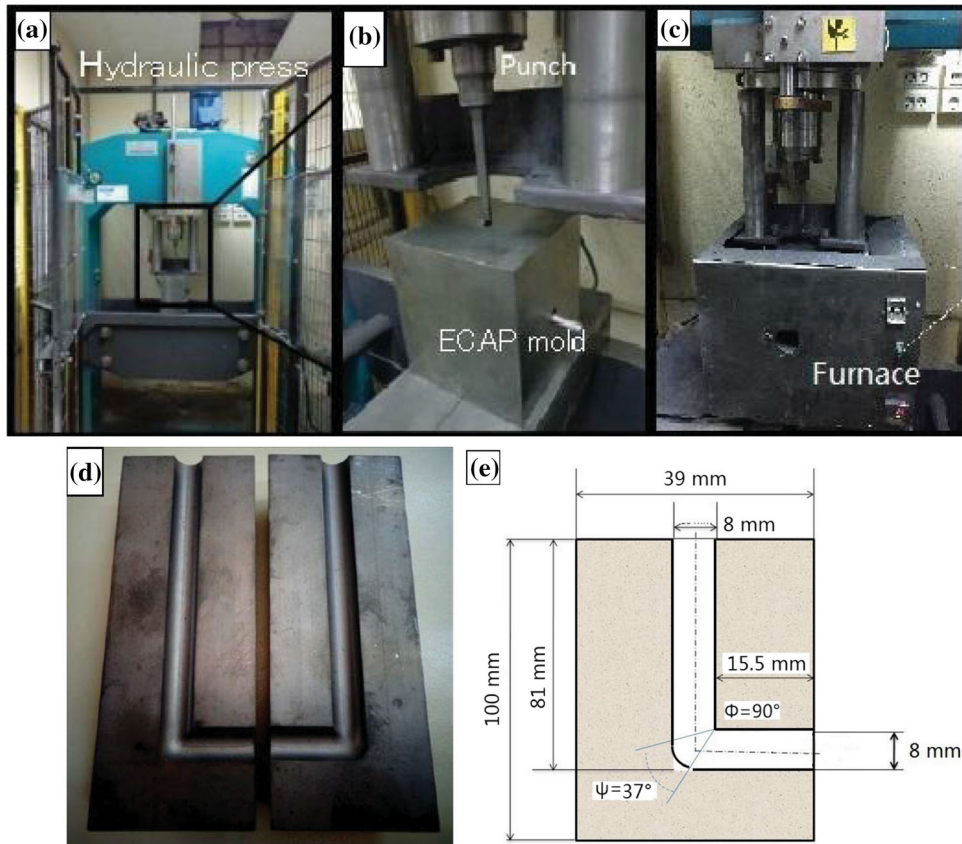 (a)
Hydraulic press
(b)
Punch
ECAP mold
(c)
Furnace
(d)
(e)
39 mm
8 mm
100 mm
81 mm
15.5 mm
Φ=90°
8 mm
ψ=37°